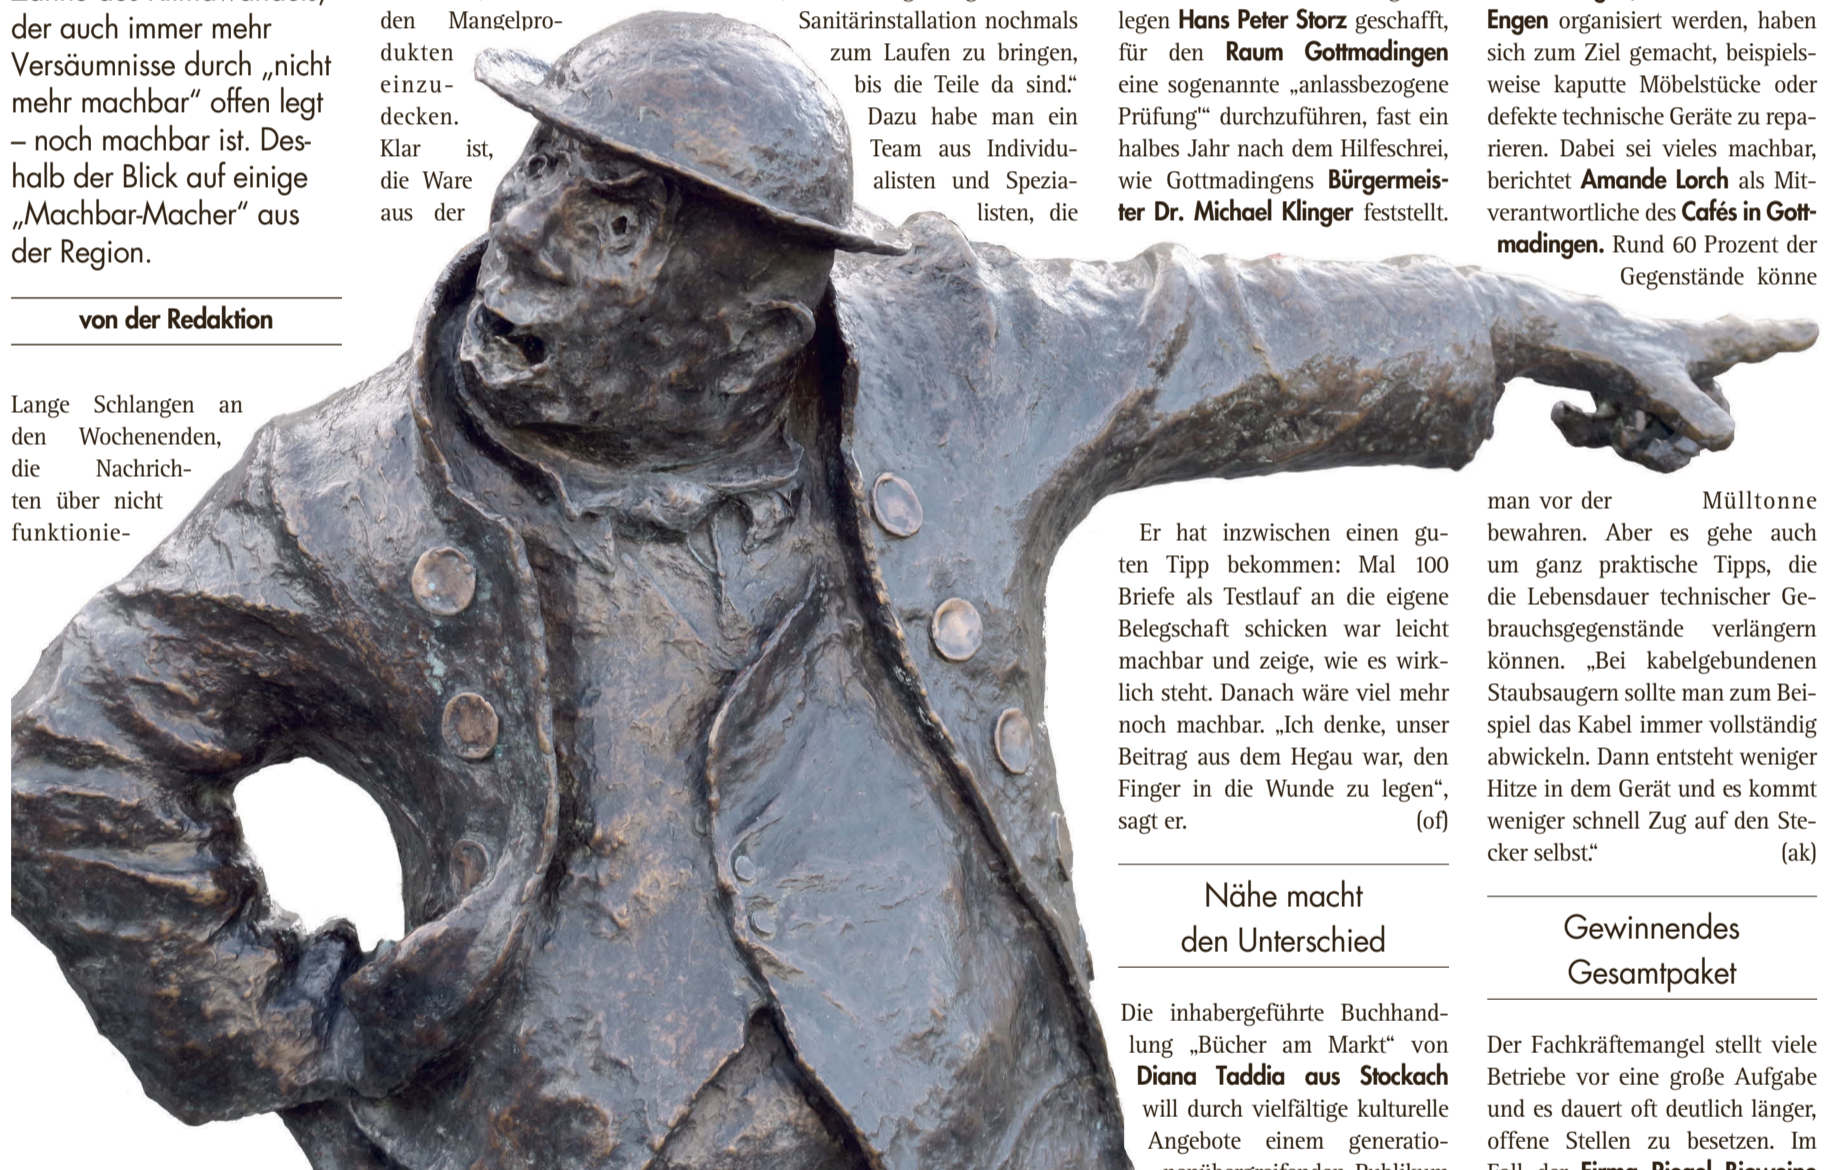 der auch immer mehr
Versäumnisse durch „nicht
mehr machbar“ offen legt
– noch machbar ist. Des-
halb der Blick auf einige
„Machbar-Macher“ aus
der Region.
von der Redaktion
Lange Schlangen an
den Wochenenden,
die Nachrich-
ten über nicht
funktionie-
den Mangelpro-
dukten
einzu-
decken.
Klar ist,
die Ware
aus der
Sanitärinstallation nochmals
zum Laufen zu bringen,
bis die Teile da sind.“
Dazu habe man ein
Team aus Individu-
alisten und Spezia-
listen, die
legen Hans Peter Storz geschafft,
für den Raum Gottmadingen
eine sogenannte „anlassbezogene
Prüfung'“ durchzuführen, fast ein
halbes Jahr nach dem Hilfeschrei,
wie Gottmadingens Bürgermeis-
ter Dr. Michael Klinger feststellt.
Er hat inzwischen einen gu-
ten Tipp bekommen: Mal 100
Briefe als Testlauf an die eigene
Belegschaft schicken war leicht
machbar und zeige, wie es wirk-
lich steht. Danach wäre viel mehr
noch machbar. „Ich denke, unser
Beitrag aus dem Hegau war, den
Finger in die Wunde zu legen“,
sagt er. (of)
Nähe macht
den Unterschied
Die inhabergeführte Buchhand-
lung „Bücher am Markt“ von
Diana Taddia aus Stockach
will durch vielfältige kulturelle
Angebote einem generatio-
nenübergreifenden Publikum
Engen organisiert werden, haben
sich zum Ziel gemacht, beispiels-
weise kaputte Möbelstücke oder
defekte technische Geräte zu repa-
rieren. Dabei sei vieles machbar,
berichtet Amande Lorch als Mit-
verantwortliche des Cafés in Gott-
madingen. Rund 60 Prozent der
Gegenstände könne
man vor der Mülltonne
bewahren. Aber es gehe auch
um ganz praktische Tipps, die
die Lebensdauer technischer Ge-
brauchsgegenstände verlängern
können. „Bei kabelgebundenen
Staubsaugern sollte man zum Bei-
spiel das Kabel immer vollständig
abwickeln. Dann entsteht weniger
Hitze in dem Gerät und es kommt
weniger schnell Zug auf den Ste-
cker selbst.“ (ak)
Gewinnendes
Gesamtpaket
Der Fachkräftemangel stellt viele
Betriebe vor eine große Aufgabe
und es dauert oft deutlich länger,
offene Stellen zu besetzen. Im
Fall der Firma Riegel Bioweine